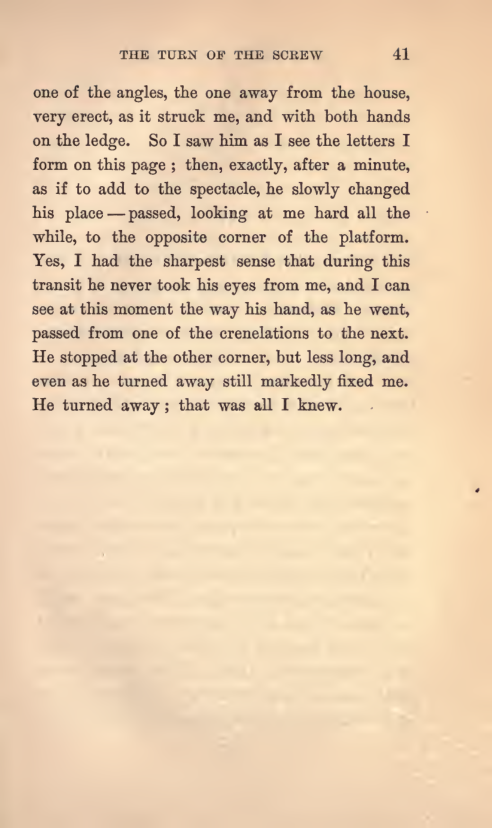 THE TURN OF THE SCREW 41
one of the angles, the one away from the house,
very erect, as it struck me, and with both hands
on the ledge. So I saw him as I see the letters I
form on this page ; then, exactly, after a minute,
as if to add to the spectacle, he slowly changed
his place — passed, looking at me hard all the
while, to the opposite corner of the platform.
Yes, I had the sharpest sense that during this
transit he never took his eyes from me, and I can
see at this moment the way his hand, as he went,
passed from one of the crenelations to the next.
He stopped at the other corner, but less long, and
even as he turned away still markedly fixed me.
He turned away ; that was all I knew.